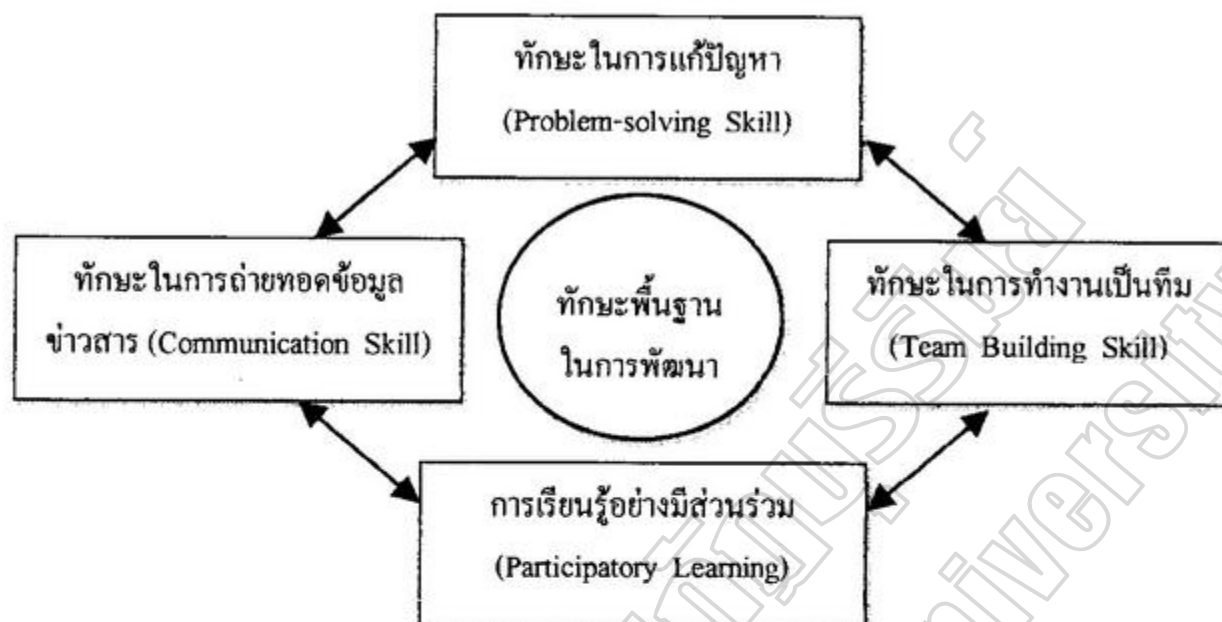 ทักษะในการแก้ปัญหา
(Problem-solving Skill)
ทักษะในการถ่ายทอดข้อมูล
ข่าวสาร (Communication Skill)
ทักษะพื้นฐาน
ในการพัฒนา
ทักษะในการทำงานเป็นทีม
(Team Building Skill)
การเรียนรู้อย่างมีส่วนร่วม
(Participatory Learning)